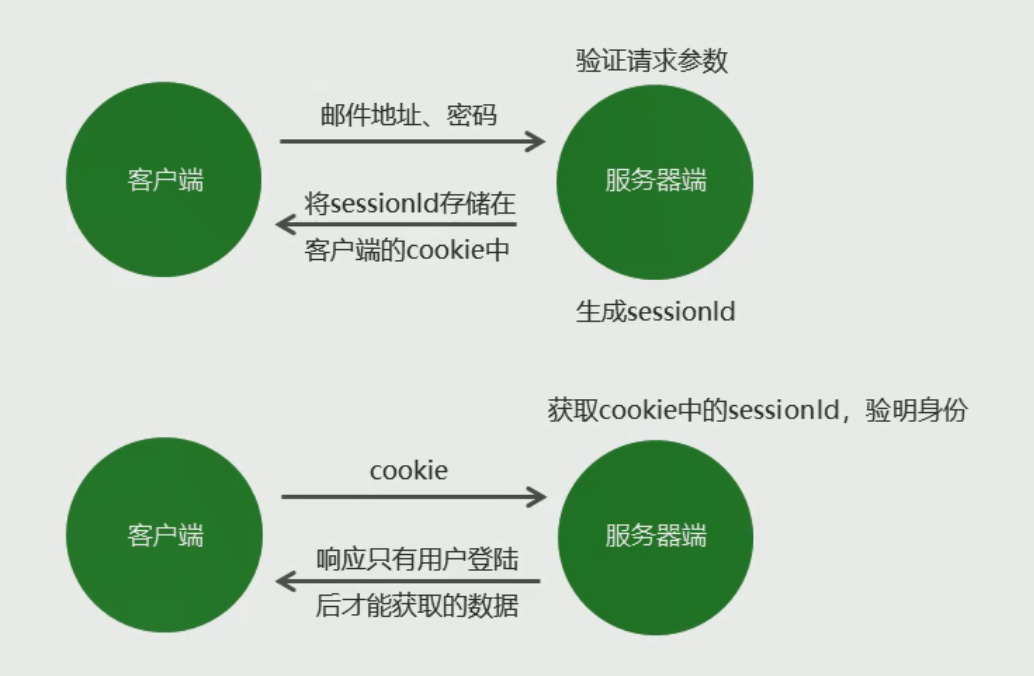 验证请求参数
邮件地址、密码
客户端
服务器端
将sessionId存储在
客户端的cookie中
生成sessionId
获取cookie中的sessionId，验明身份
cookie
客户端
服务器端
响应只有用户登陆
后才能获取的数据